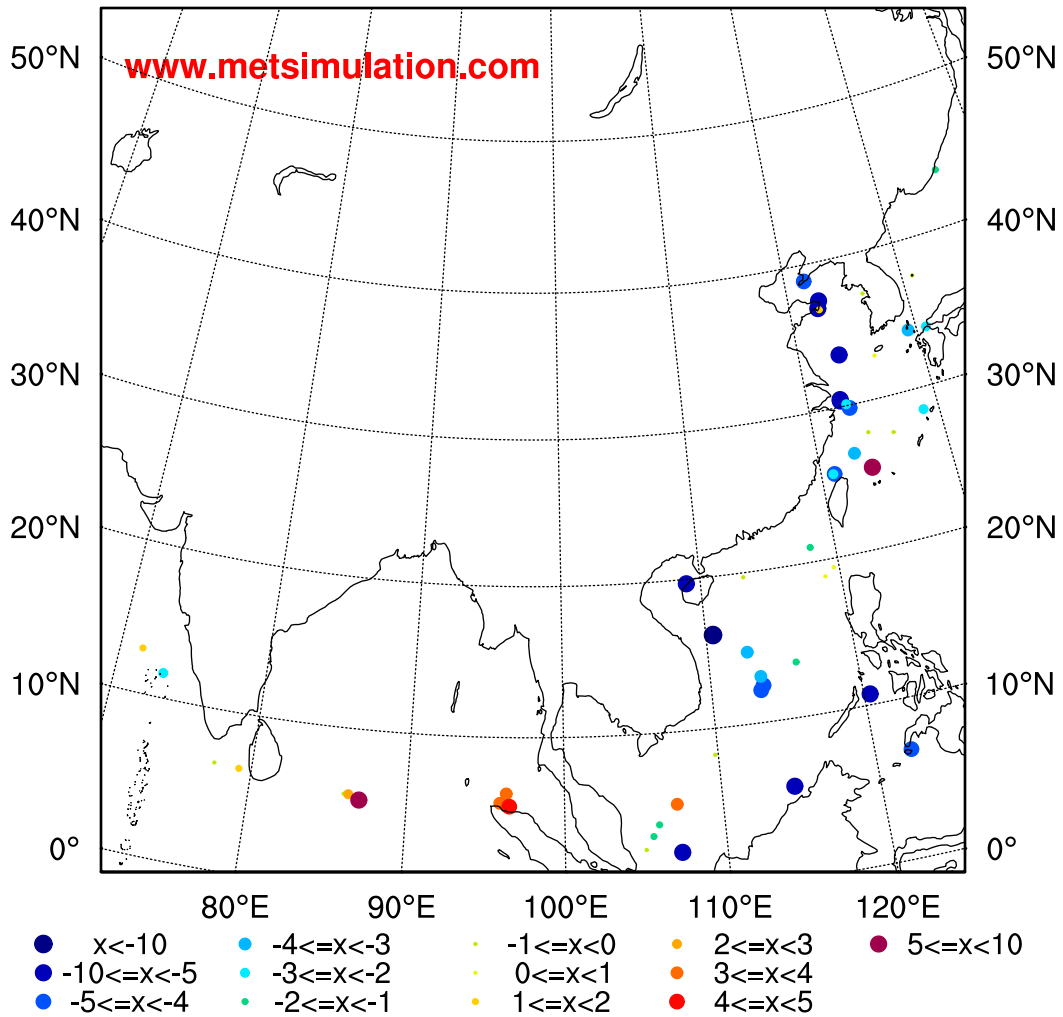 www.metsimulation.com
50°N 50°N
40°N 40°N
30°N 30°N
20°N 20°N
10°N 10°N
0° 0°
80°E 90°E 100°E 110°E 120°E
x<-10 -4<=x<-3 -1<=x<0 2<=x<3 5<=x<10
-10<=x<-5 -3<=x<-2 0<=x<1 3<=x<4
-5<=x<-4 -2<=x<-1 1<=x<2 4<=x<5